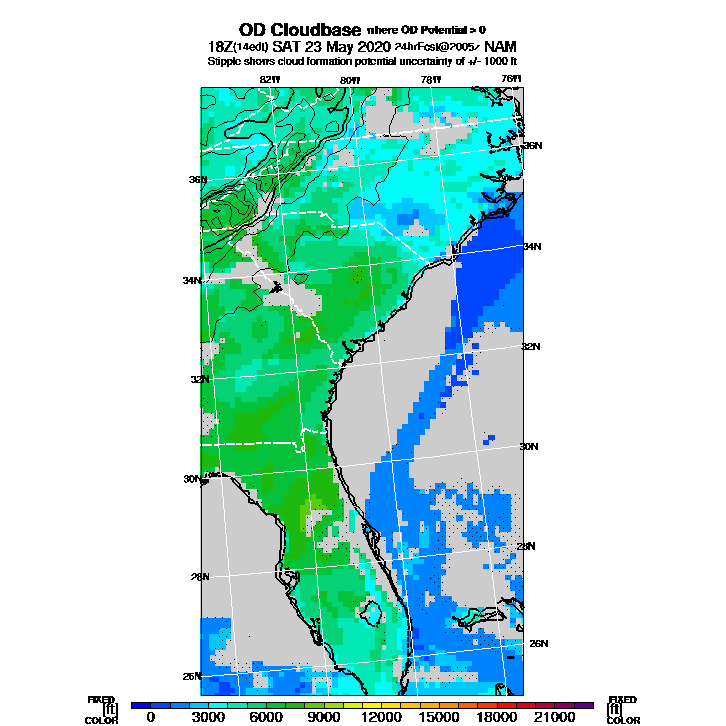 OD Cloudbase where OD Potential > 0
18Z(14edt) SAT 23 May 2020 24hrFcst@2005z NAM
Stipple shows cloud formation potential uncertainty of +/- 1000 ft
82W 80W 78W 76W
36N
36N
34N
34N
32N
32N
30N
30N
28N
28N
26N
26N
FIXED [ft] COLOR
0 3000 6000 9000 12000 15000 18000 21000
FIXED [ft] COLOR